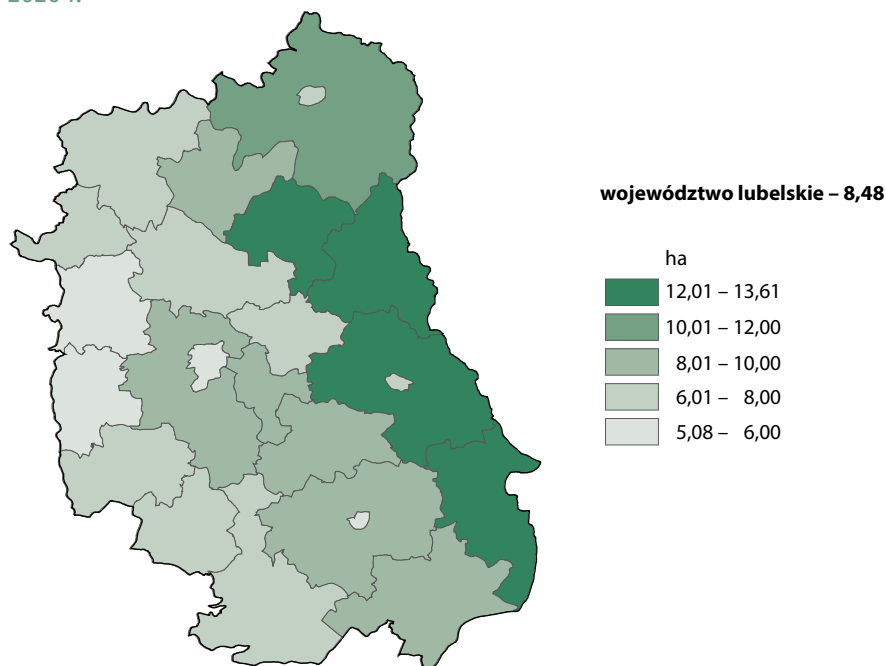 2020 r.
województwo lubelskie – 8,48
ha
12,01 – 13,61
10,01 – 12,00
8,01 – 10,00
6,01 – 8,00
5,08 – 6,00